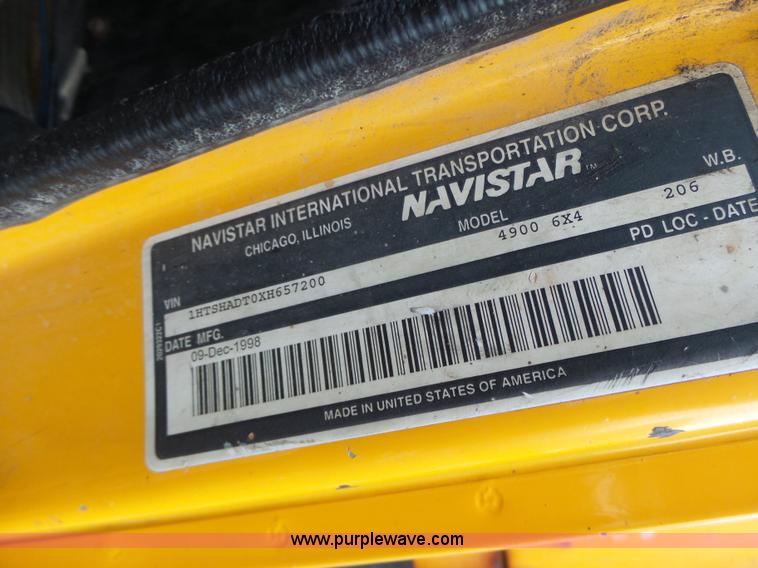 NAVISTAR INTERNATIONAL TRANSPORTATION CORP.
CHICAGO, ILLINOIS
NAVISTAR™
MODEL
W.B.
4900 6X4
206
VIN
PD LOC - DATE
1HTSHADT0XH657200
DATE MFG.
09-Dec-1998
MADE IN UNITED STATES OF AMERICA
www.purplewave.com